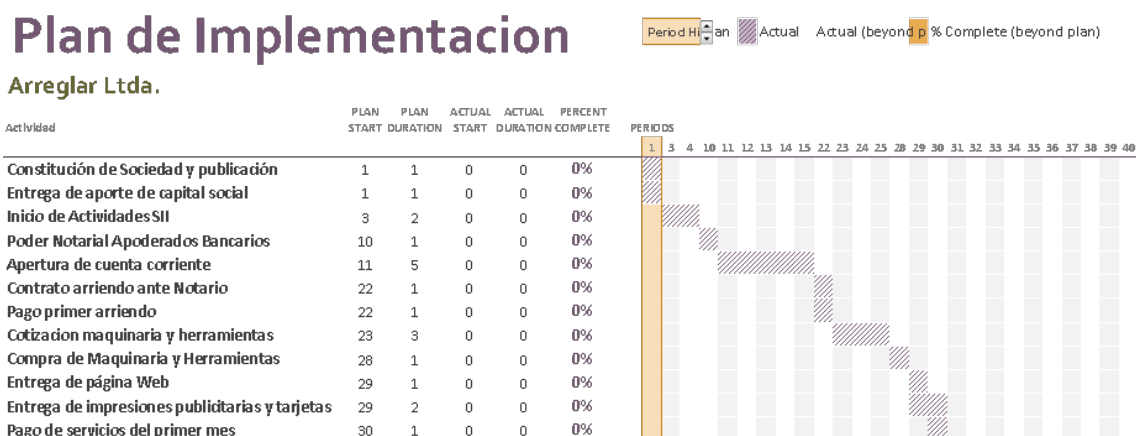 Plan de Implementacion
Period Hi an Actual Actual (beyond p % Complete (beyond plan)
Arreglar Ltda.
Actividad PLAN START PLAN DURATION ACTUAL START ACTUAL DURATION PERCENT COMPLETE PERIODS
1 3 4 10 11 12 13 14 15 22 23 24 25 28 29 30 31 32 33 34 35 36 37 38 39 40
Constitución de Sociedad y publicación 1 1 0 0 0%
Entrega de aporte de capital social 1 1 0 0 0%
Inicio de Actividades SII 3 2 0 0 0%
Poder Notarial Apoderados Bancarios 10 1 0 0 0%
Apertura de cuenta corriente 11 5 0 0 0%
Contrato arriendo ante Notario 22 1 0 0 0%
Pago primer arriendo 22 1 0 0 0%
Cotizacion maquinaria y herramientas 23 3 0 0 0%
Compra de Maquinaria y Herramientas 28 1 0 0 0%
Entrega de página Web 29 1 0 0 0%
Entrega de impresiones publicitarias y tarjetas 29 2 0 0 0%
Pago de servicios del primer mes 30 1 0 0 0%